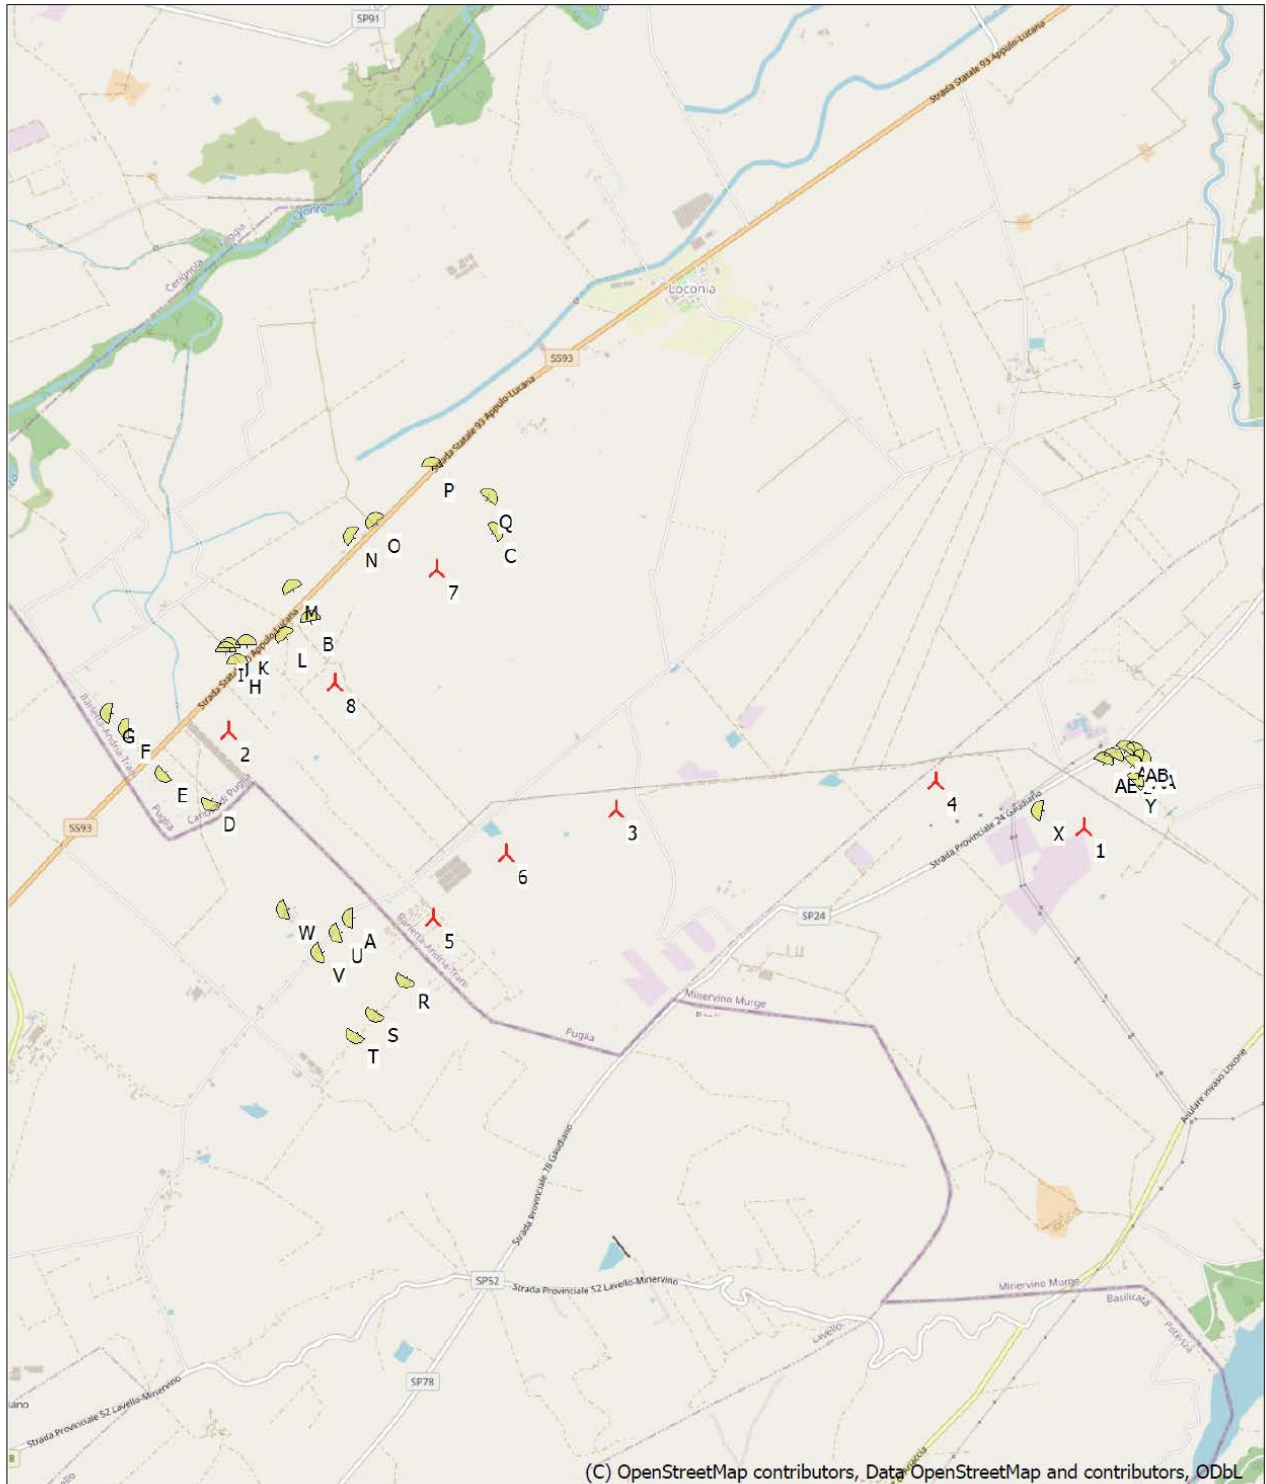 SP91
Strada Statale 93 Appulo-Lucana
Ofanto
Foggia
Cerignola
Loconia
SS93
Strada Statale 93 Appulo-Lucana
P
Q
O
C
N
7
M
B
L
K
J
I
H
8
G
F
2
E
D
Barletta-Andria-Trani
Puglia
SS93
4
3
AB
Y
X
1
Strada Provinciale 24 Gaudiano
6
SP24
W
A
U
V
5
Barletta-Andria-Trani
R
S
T
Minervino Murge
Puglia
Strada Provinciale 78 Gaudiano
SP52
Strada Provinciale 52 Lavello-Minervino
Minervino Murge
Basilicata
Potenza
Lavello
SP78
Strada Provinciale 52 Lavello-Minervino
(C) OpenStreetMap contributors, Data OpenStreetMap and contributors, ODbL